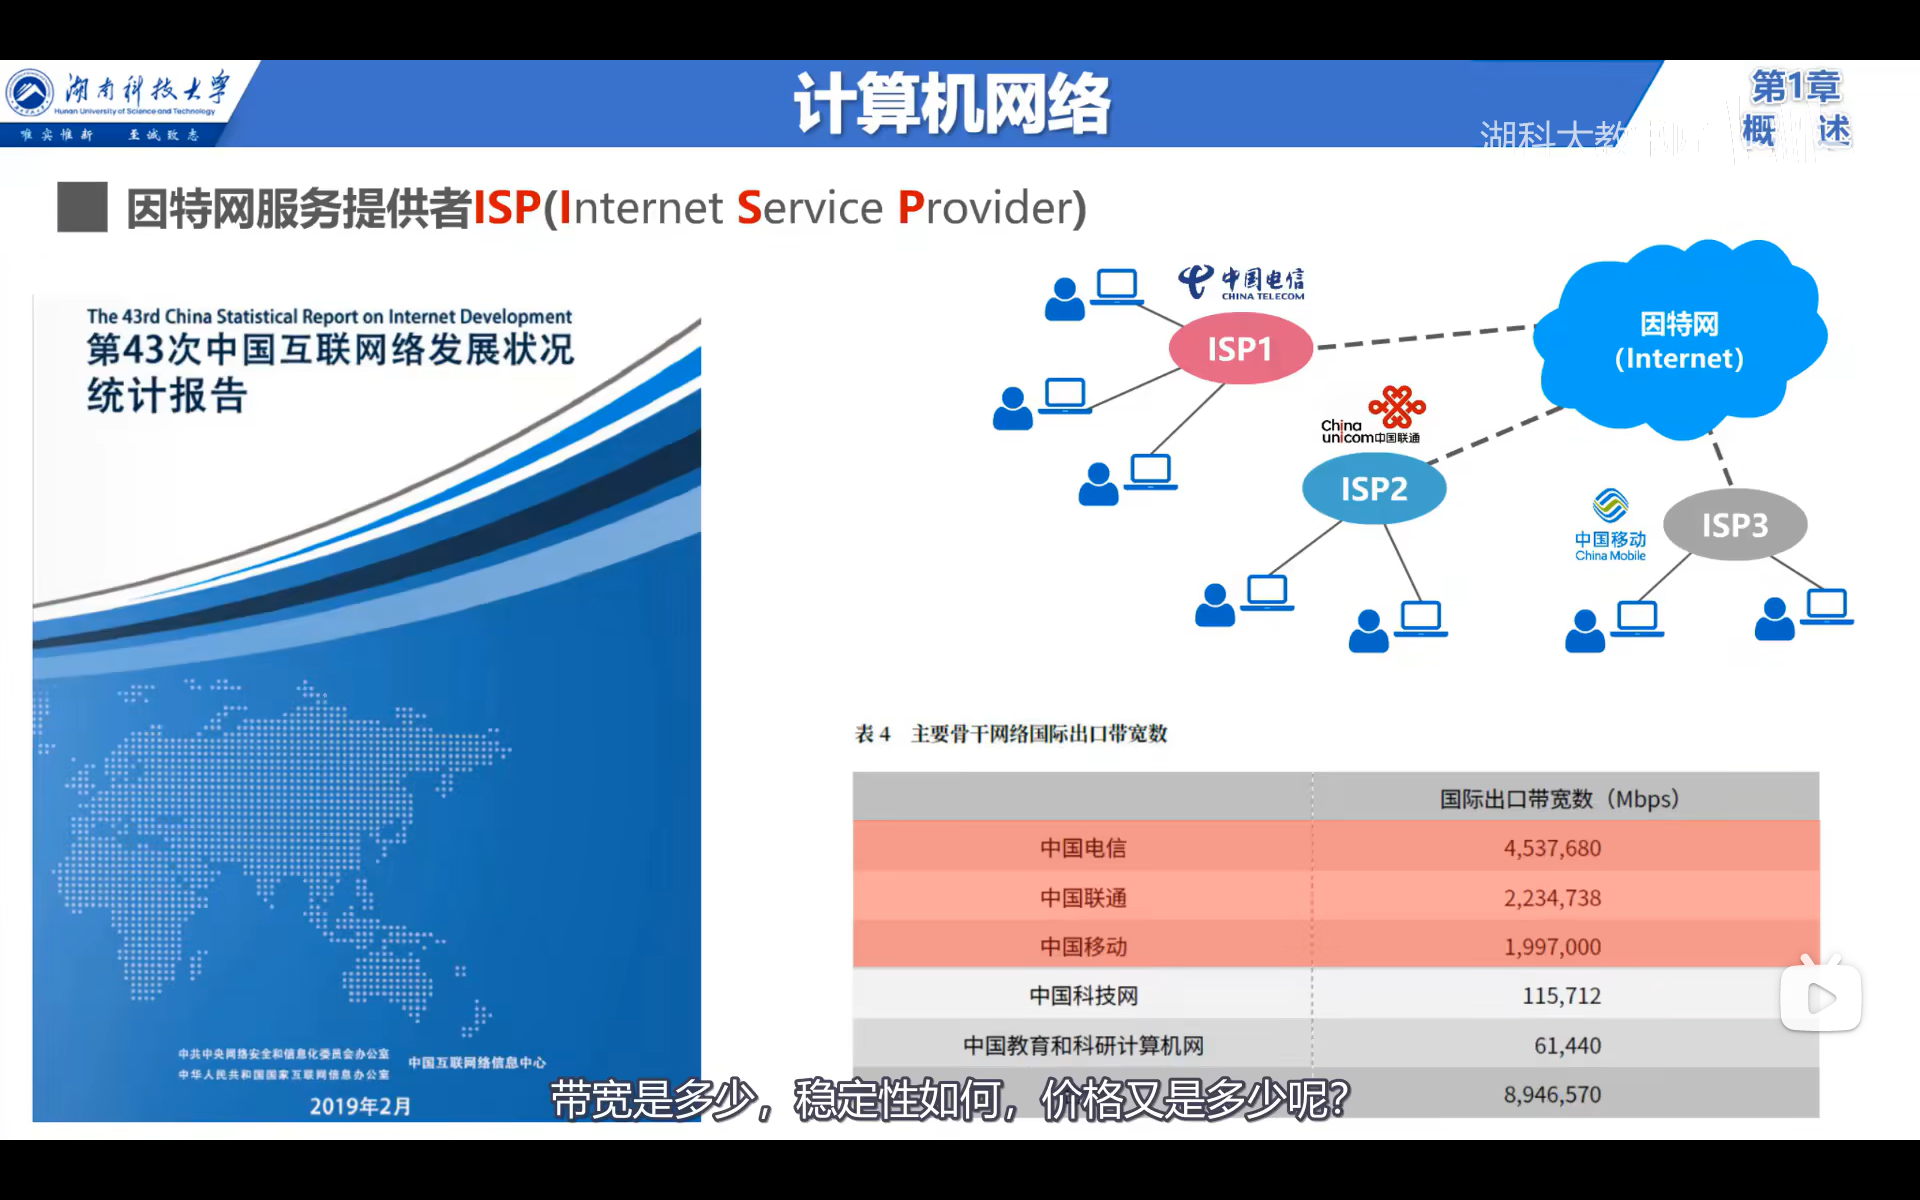 湖南科技大学
Hunan University of Science and Technology
唯实惟新 至诚致志
计算机网络
第1章
概 述
湖科大教
因特网服务提供者ISP(Internet Service Provider)
The 43rd China Statistical Report on Internet Development
第43次中国互联网络发展状况
统计报告
中共中央网络安全和信息化委员会办公室
中华人民共和国国家互联网信息办公室
中国互联网络信息中心
2019年2月
中国电信
CHINA TELECOM
ISP1
因特网
(Internet)
China
unicom中国联通
ISP2
中国移动
China Mobile
ISP3
表 4 主要骨干网络国际出口带宽数
国际出口带宽数（Mbps）
中国电信 4,537,680
中国联通 2,234,738
中国移动 1,997,000
中国科技网 115,712
中国教育和科研计算机网 61,440
8,946,570
带宽是多少，稳定性如何，价格又是多少呢?